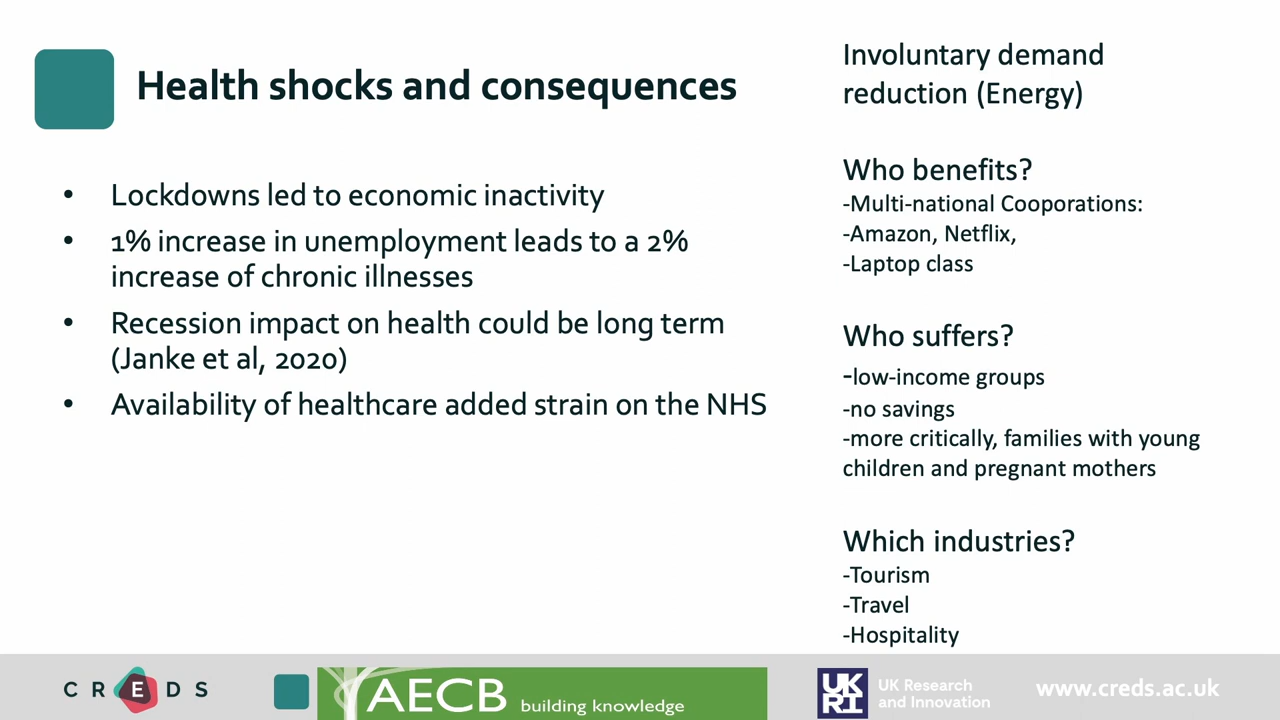 Health shocks and consequences
• Lockdowns led to economic inactivity
• 1% increase in unemployment leads to a 2%
increase of chronic illnesses
• Recession impact on health could be long term
(Janke et al, 2020)
• Availability of healthcare added strain on the NHS
Involuntary demand
reduction (Energy)
Who benefits?
-Multi-national Cooporations:
-Amazon, Netflix,
-Laptop class
Who suffers?
-low-income groups
-no savings
-more critically, families with young
children and pregnant mothers
Which industries?
-Tourism
-Travel
-Hospitality
CREDS
AECB building knowledge
UKRI
UK Research
and Innovation
www.creds.ac.uk